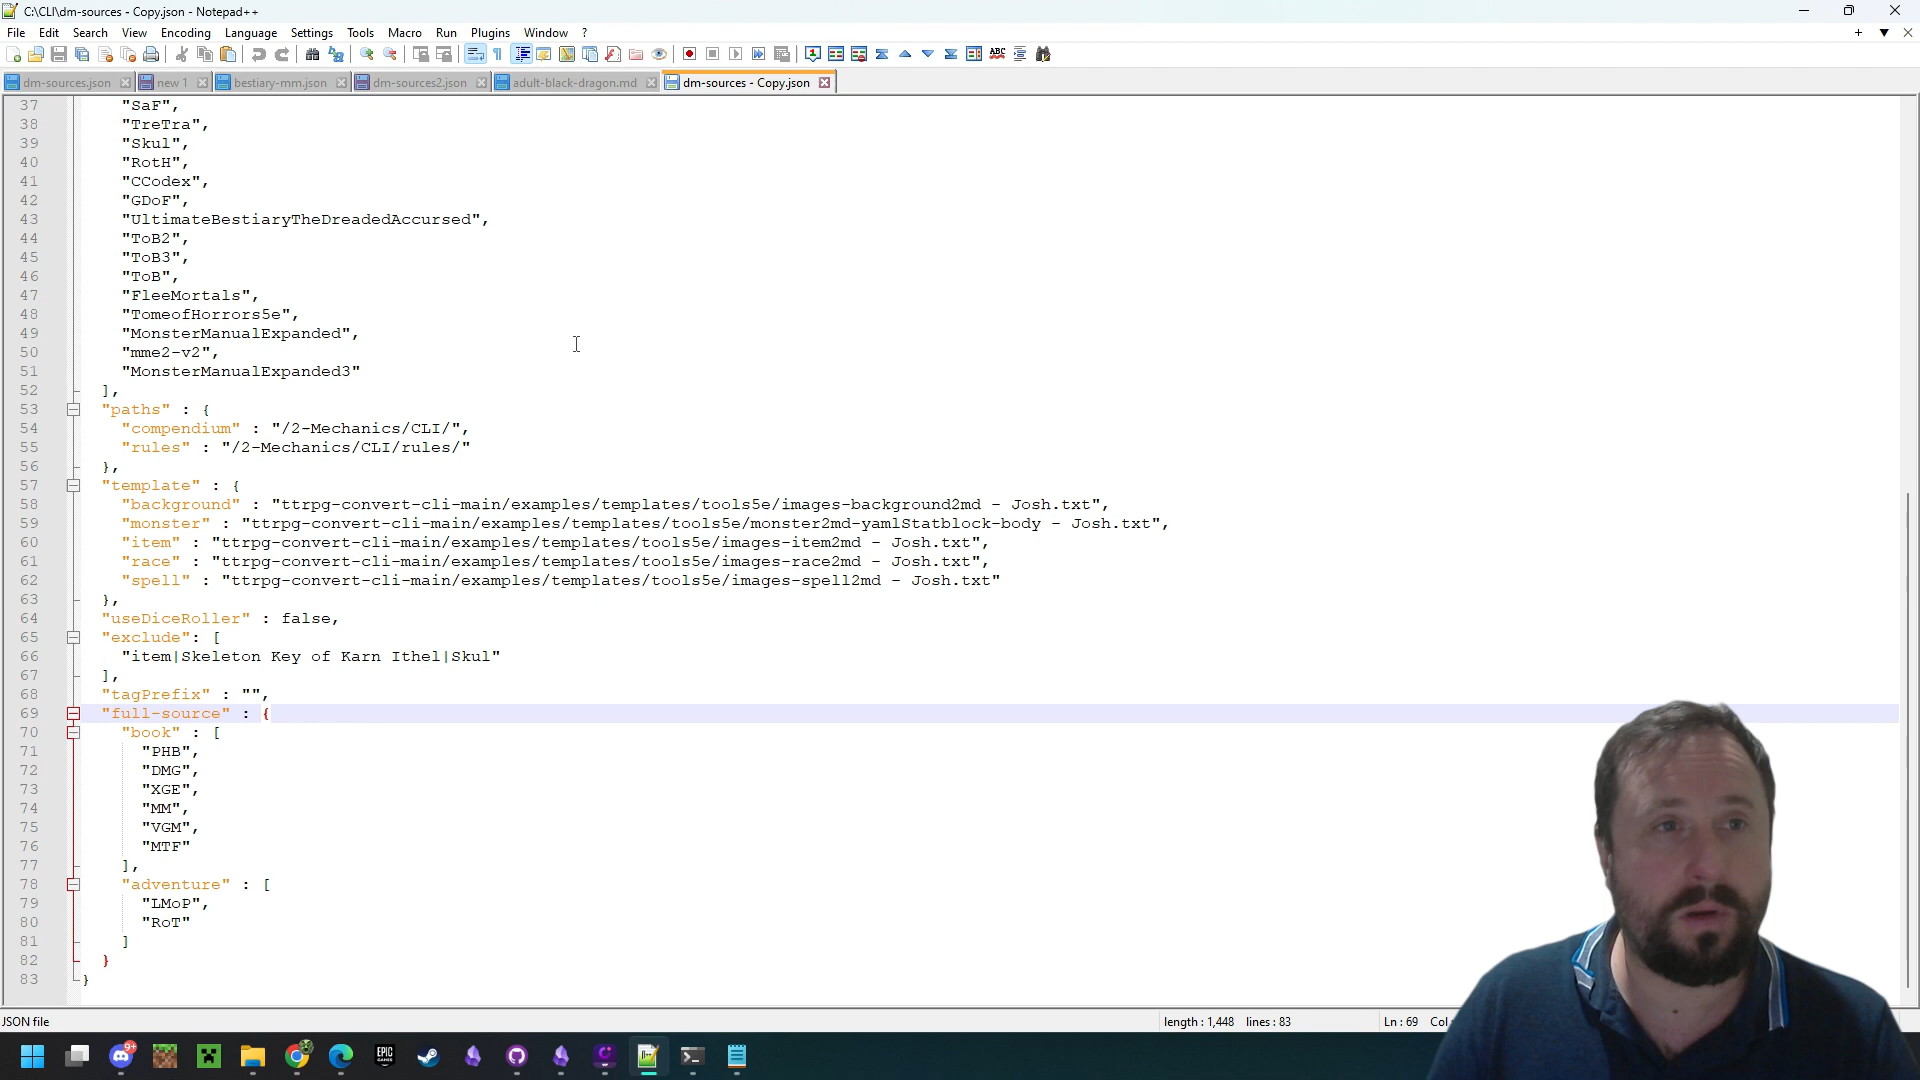 C:\CLI\dm-sources - Copy.json - Notepad++
File Edit Search View Encoding Language Settings Tools Macro Run Plugins Window ?
dm-sources.json new 1 bestiary-mm.json dm-sources2.json adult-black-dragon.md dm-sources - Copy.json
37 "SaF",
38 "TreTra",
39 "Skul",
40 "RotH",
41 "CCodex",
42 "GDoF",
43 "UltimateBestiaryTheDreadedAccursed",
44 "ToB2",
45 "ToB3",
46 "ToB",
47 "FleeMortals",
48 "TomeofHorrors5e",
49 "MonsterManualExpanded",
50 "mme2-v2",
51 "MonsterManualExpanded3"
52 ],
53 "paths" : {
54 "compendium" : "/2-Mechanics/CLI/",
55 "rules" : "/2-Mechanics/CLI/rules/"
56 },
57 "template" : {
58 "background" : "ttrpg-convert-cli-main/examples/templates/tools5e/images-background2md - Josh.txt",
59 "monster" : "ttrpg-convert-cli-main/examples/templates/tools5e/monster2md-yamlStatblock-body - Josh.txt",
60 "item" : "ttrpg-convert-cli-main/examples/templates/tools5e/images-item2md - Josh.txt",
61 "race" : "ttrpg-convert-cli-main/examples/templates/tools5e/images-race2md - Josh.txt",
62 "spell" : "ttrpg-convert-cli-main/examples/templates/tools5e/images-spell2md - Josh.txt"
63 },
64 "useDiceRoller" : false,
65 "exclude": [
66 "item|Skeleton Key of Karn Ithel|Skul"
67 ],
68 "tagPrefix" : "",
69 "full-source" : {
70 "book" : [
71 "PHB",
72 "DMG",
73 "XGE",
74 "MM",
75 "VGM",
76 "MTF"
77 ],
78 "adventure" : [
79 "LMoP",
80 "RoT"
81 ]
82 }
83 }
JSON file length : 1,448 lines : 83 Ln : 69 Col
9+ EPIC GAMES